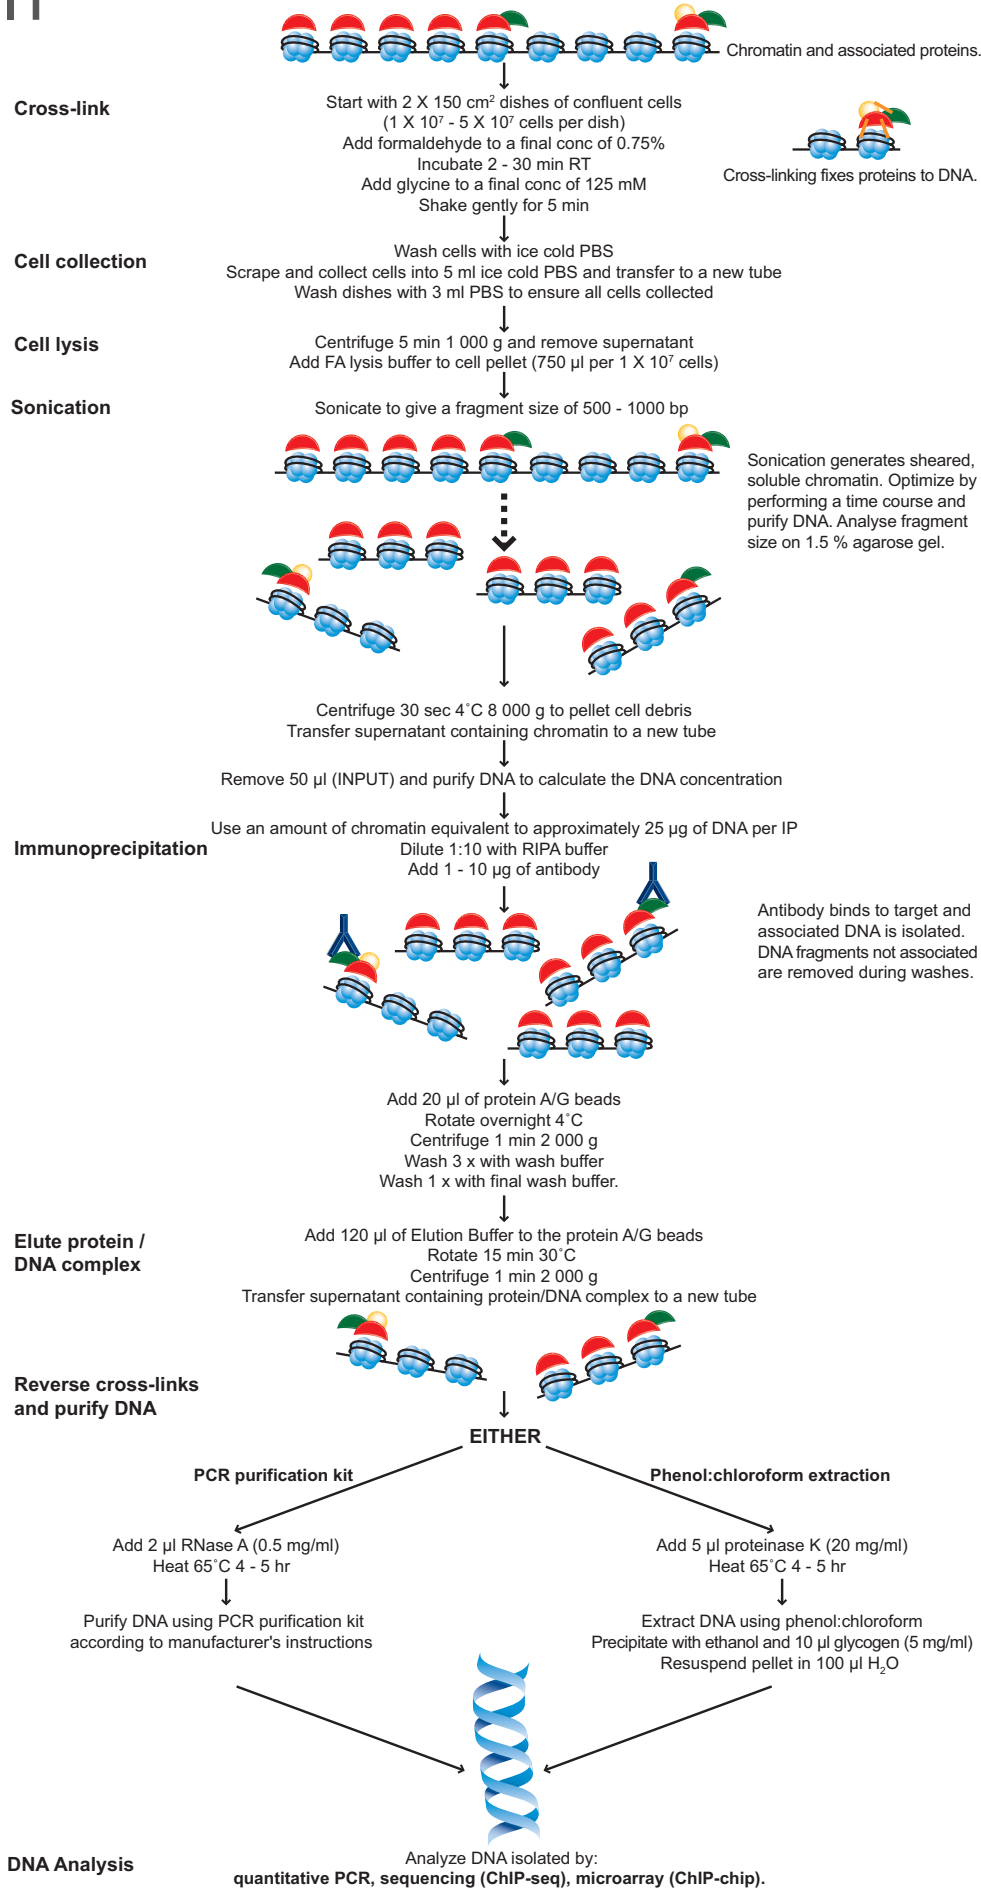 Chromatin and associated proteins.
Cross-link
Start with 2 X 150 cm² dishes of confluent cells
(1 X 10⁷ - 5 X 10⁷ cells per dish)
Add formaldehyde to a final conc of 0.75%
Incubate 2 - 30 min RT
Add glycine to a final conc of 125 mM
Shake gently for 5 min
Cross-linking fixes proteins to DNA.
Cell collection
Wash cells with ice cold PBS
Scrape and collect cells into 5 ml ice cold PBS and transfer to a new tube
Wash dishes with 3 ml PBS to ensure all cells collected
Cell lysis
Centrifuge 5 min 1 000 g and remove supernatant
Add FA lysis buffer to cell pellet (750 µl per 1 X 10⁷ cells)
Sonication
Sonicate to give a fragment size of 500 - 1000 bp
Sonication generates sheared,
soluble chromatin. Optimize by
performing a time course and
purify DNA. Analyse fragment
size on 1.5 % agarose gel.
Centrifuge 30 sec 4˚C 8 000 g to pellet cell debris
Transfer supernatant containing chromatin to a new tube
Remove 50 µl (INPUT) and purify DNA to calculate the DNA concentration
Immunoprecipitation
Use an amount of chromatin equivalent to approximately 25 µg of DNA per IP
Dilute 1:10 with RIPA buffer
Add 1 - 10 µg of antibody
Antibody binds to target and
associated DNA is isolated.
DNA fragments not associated
are removed during washes.
Add 20 µl of protein A/G beads
Rotate overnight 4˚C
Centrifuge 1 min 2 000 g
Wash 3 x with wash buffer
Wash 1 x with final wash buffer.
Elute protein /
DNA complex
Add 120 µl of Elution Buffer to the protein A/G beads
Rotate 15 min 30˚C
Centrifuge 1 min 2 000 g
Transfer supernatant containing protein/DNA complex to a new tube
Reverse cross-links
and purify DNA
EITHER
PCR purification kit
Phenol:chloroform extraction
Add 2 µl RNase A (0.5 mg/ml)
Heat 65˚C 4 - 5 hr
Add 5 µl proteinase K (20 mg/ml)
Heat 65˚C 4 - 5 hr
Purify DNA using PCR purification kit
according to manufacturer's instructions
Extract DNA using phenol:chloroform
Precipitate with ethanol and 10 µl glycogen (5 mg/ml)
Resuspend pellet in 100 µl H₂O
DNA Analysis
Analyze DNA isolated by:
quantitative PCR, sequencing (ChIP-seq), microarray (ChIP-chip).